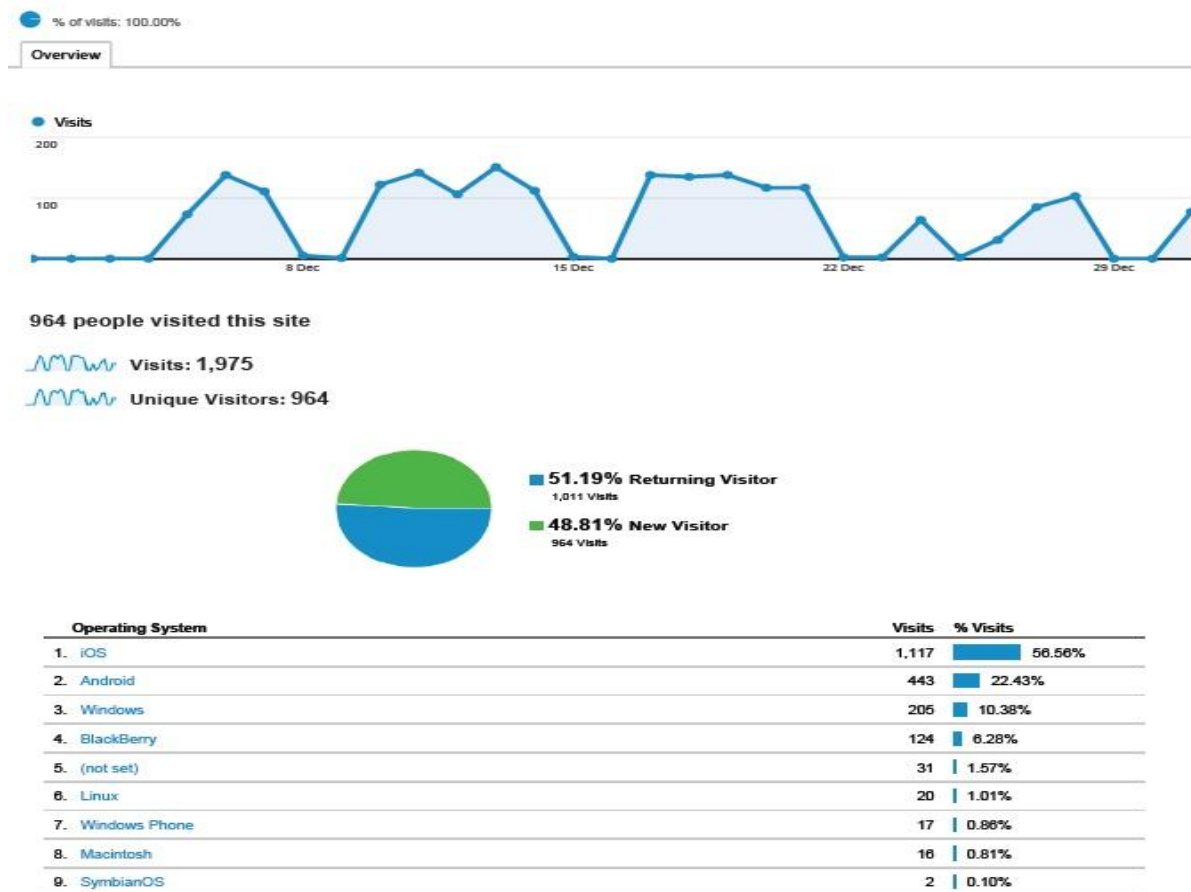 % of visits: 100.00%
Overview
Visits
200
100
8 Dec 15 Dec 22 Dec 29 Dec
964 people visited this site
Visits: 1,975
Unique Visitors: 964
51.19% Returning Visitor
1,011 Visits
48.81% New Visitor
964 Visits
Operating System Visits % Visits
1. iOS 1,117 56.56%
2. Android 443 22.43%
3. Windows 205 10.38%
4. BlackBerry 124 6.28%
5. (not set) 31 1.57%
6. Linux 20 1.01%
7. Windows Phone 17 0.86%
8. Macintosh 16 0.81%
9. SymbianOS 2 0.10%